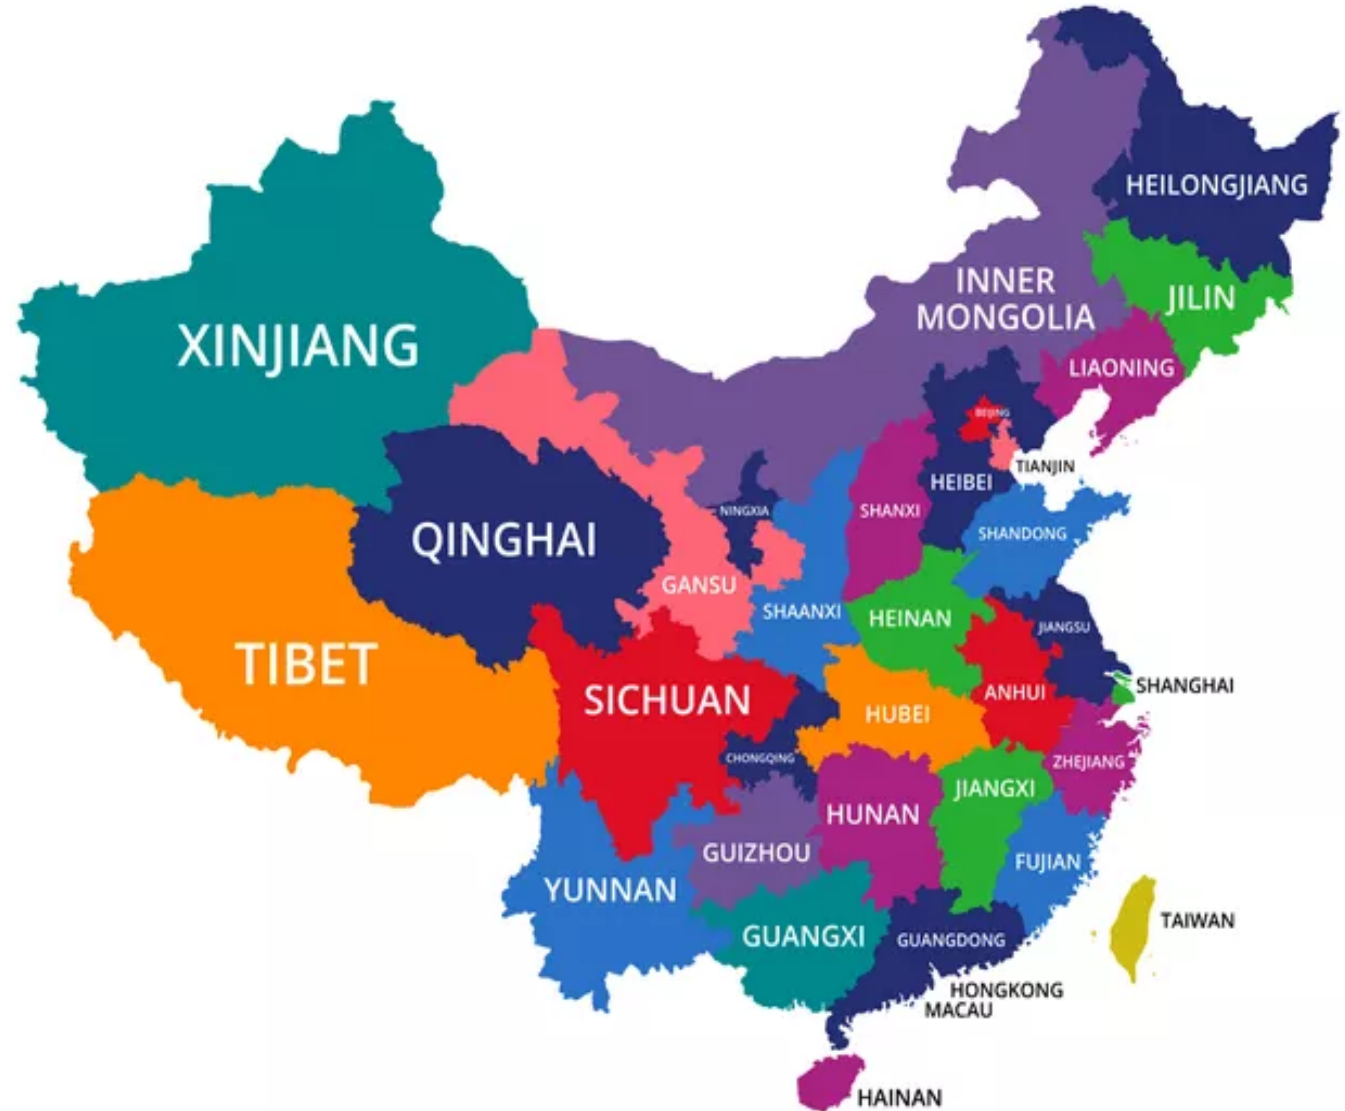 HEILONGJIANG
INNER
MONGOLIA
JILIN
XINJIANG
LIAONING
BEIJING
TIANJIN
HEIBEI
NINGXIA
SHANXI
SHANDONG
QINGHAI
GANSU
SHAANXI
HEINAN
JIANGSU
TIBET
SICHUAN
ANHUI
SHANGHAI
HUBEI
CHONGQING
ZHEJIANG
JIANGXI
HUNAN
GUIZHOU
FUJIAN
YUNNAN
TAIWAN
GUANGXI
GUANGDONG
HONGKONG
MACAU
HAINAN